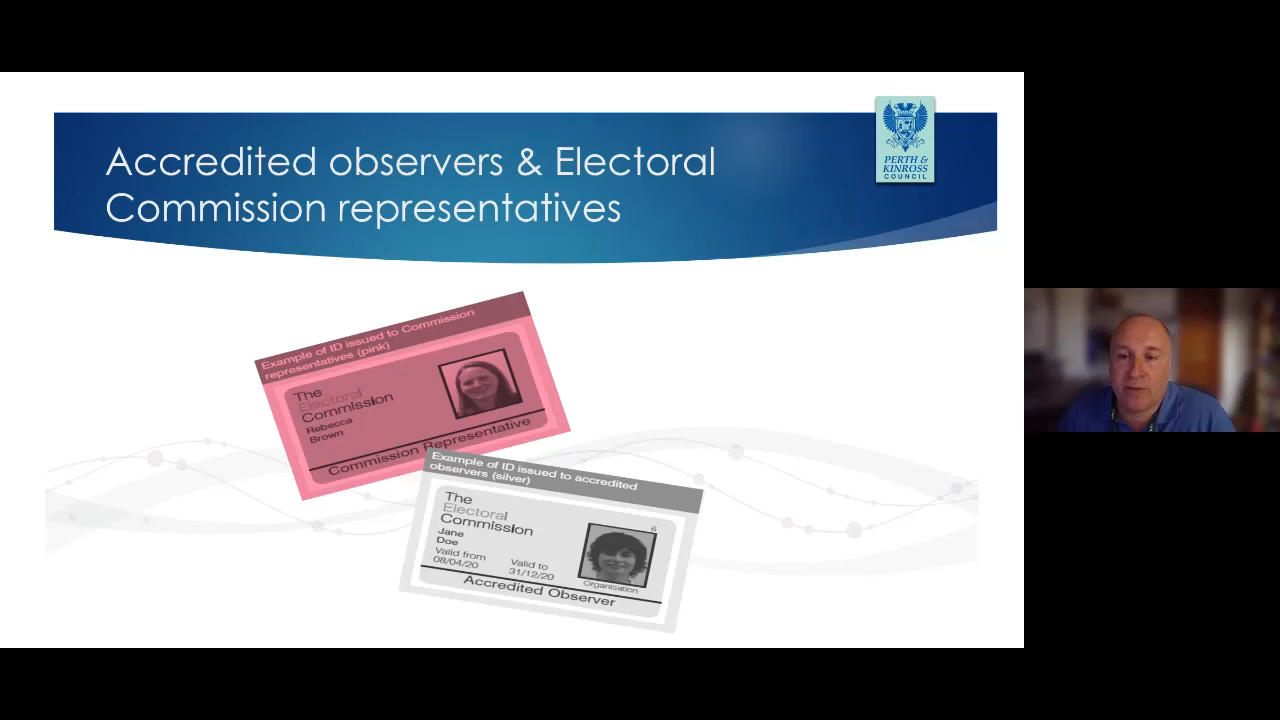 Accredited observers & Electoral
Commission representatives
PERTH &
KINROSS
COUNCIL
Example of ID issued to Commission
representatives (pink)
The
Electoral
Commission
Rebecca
Brown
Commission Representative
Example of ID issued to accredited
observers (silver)
The
Electoral
Commission
6
Jane
Doe
Valid from
08/04/20
Valid to
31/12/20
Organisation
Accredited Observer